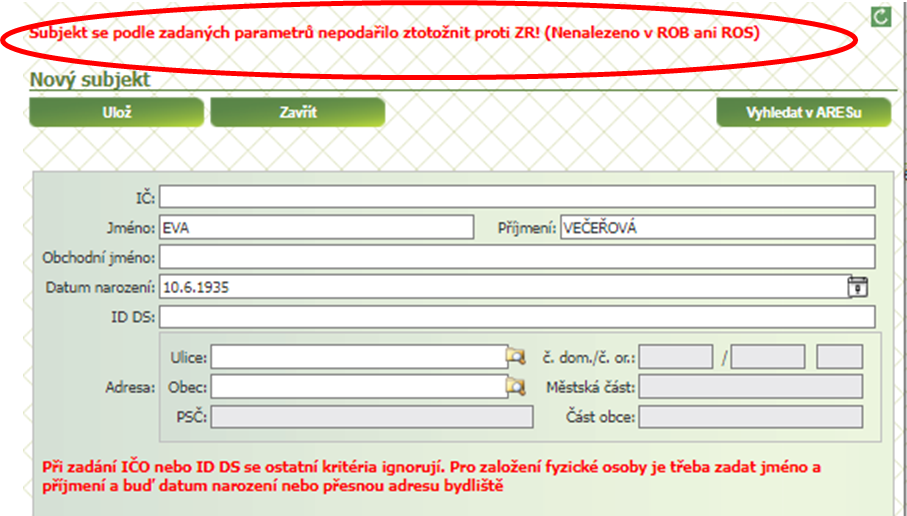 Subjekt se podle zadaných parametrů nepodařilo ztotožnit proti ZR! (Nenalezeno v ROB ani ROS)
Nový subjekt
Ulož Zavřít Vyhledat v ARESu
IČ:
Jméno: EVA Příjmení: VEČEŘOVÁ
Obchodní jméno:
Datum narození: 10.6.1935
ID DS:
Ulice: č. dom./č. or.: /
Adresa: Obec: Městská část:
PSČ: Část obce:
Při zadání IČO nebo ID DS se ostatní kritéria ignorují. Pro založení fyzické osoby je třeba zadat jméno a
příjmení a buď datum narození nebo přesnou adresu bydliště